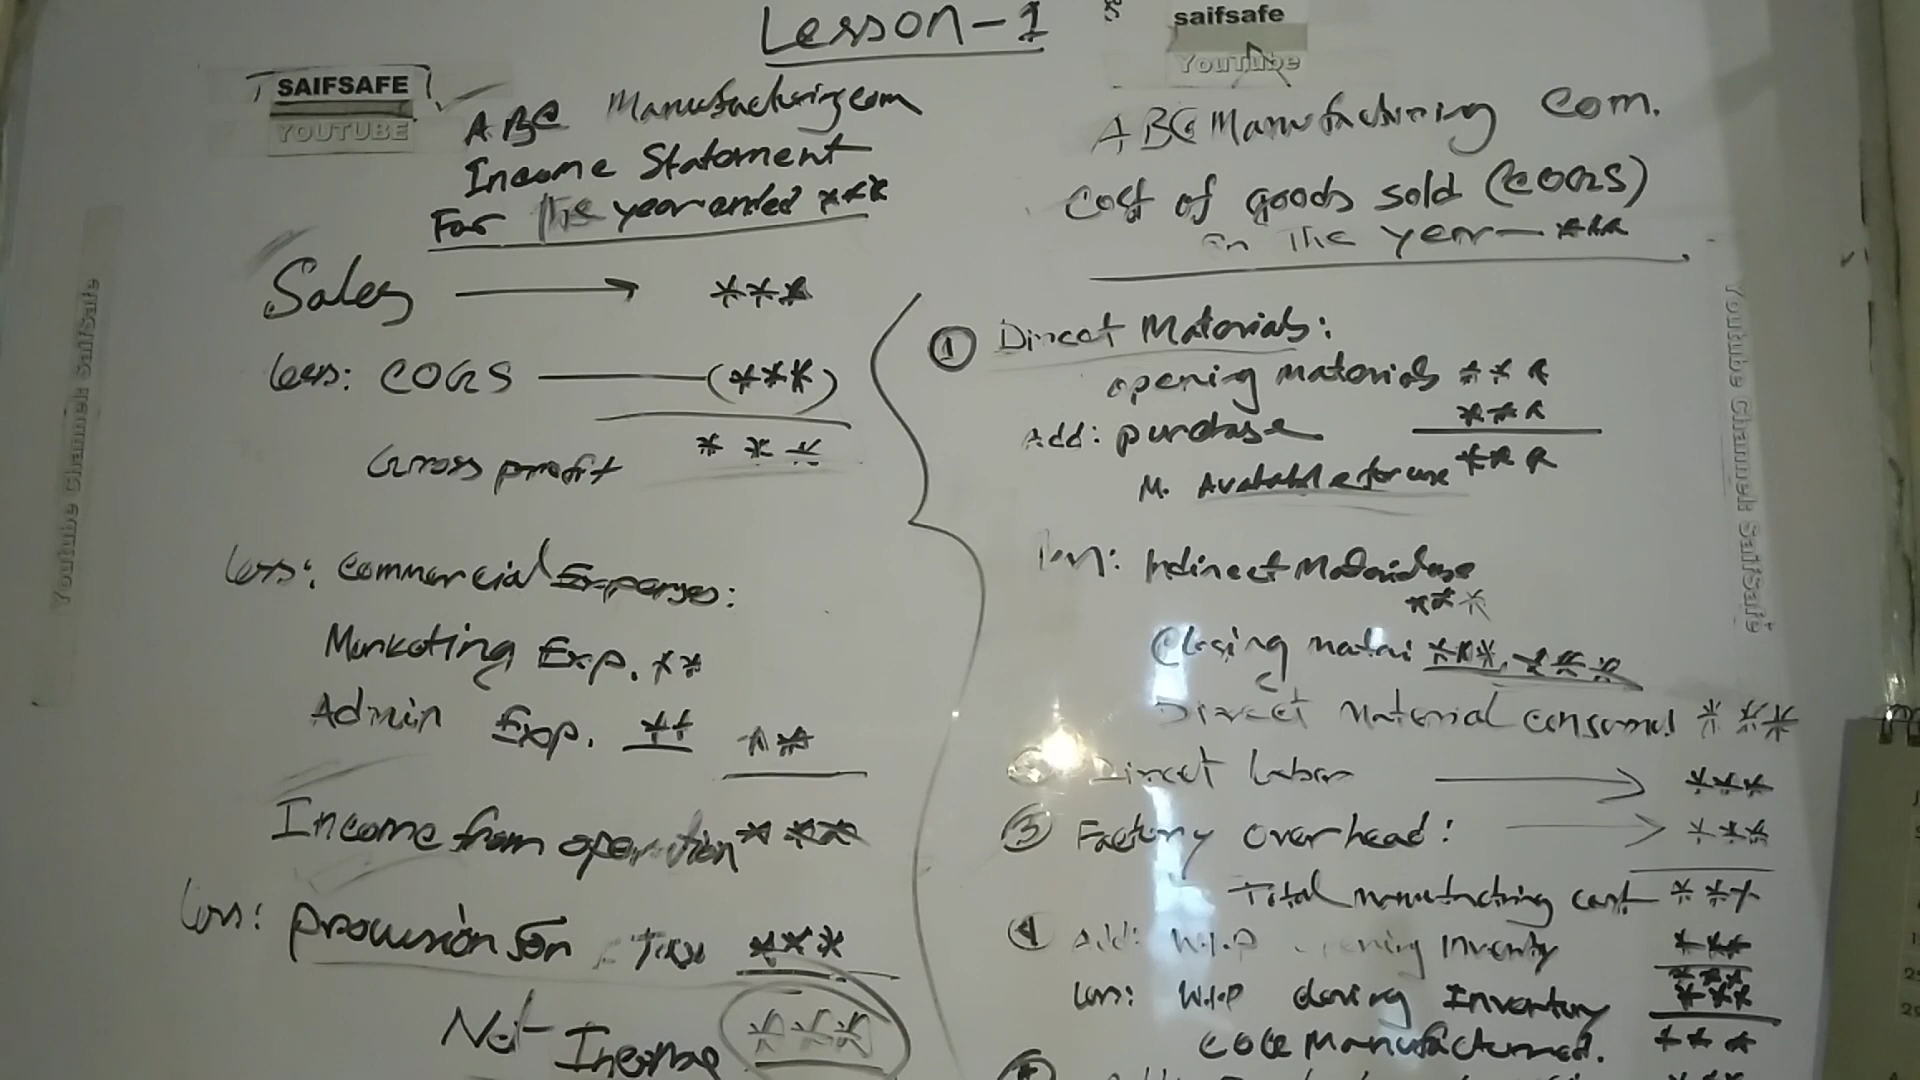 Lesson-1
SAIFSAFE
YOUTUBE
saifsafe
YouTube
ABC Manufacturing com
Income Statement
For the year ended ***
Sales → ***
Less: COGS (***)
Gross profit ***
Less: Commercial Expenses:
Marketing Exp. **
Admin Exp. ** **
Income from operation ***
Less: provision for Tax ***
Net Income ***
ABC Manufacturing Com.
Cost of goods sold (COGS)
on the year ***
① Direct Materials:
opening materials ***
Add: purchase ***
M. Available for use ***
Less: Indirect Materials
***
Closing *** ***
Direct Material consumed ***
Direct Labor → ***
③ Factory overhead: → ***
Total manufacturing cost ***
④ Add: W.I.P opening Inventory ***
***
Less: W.I.P closing Inventory ***
COG Manufactured. ***
Youtube Channel: SaifSafe
Youtube Channel: SaifSafe